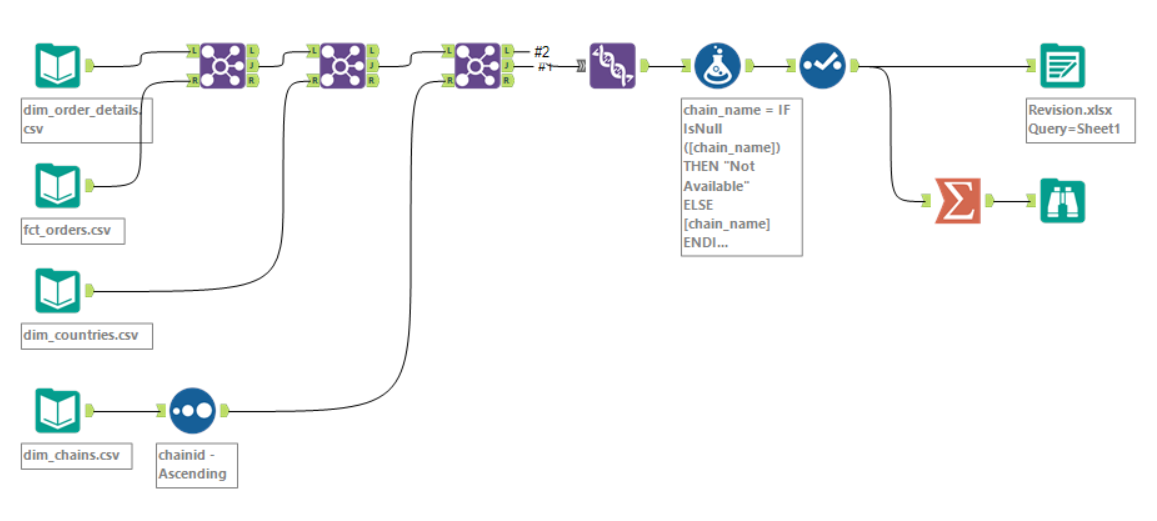 L
L
J
R
R
L
L
J
R
R
L
L
J
R
R
#2
#1
dim_order_details.
csv
fct_orders.csv
dim_countries.csv
dim_chains.csv
chainid -
Ascending
chain_name = IF
IsNull
([chain_name])
THEN "Not
Available"
ELSE
[chain_name]
ENDI...
Revision.xlsx
Query=Sheet1